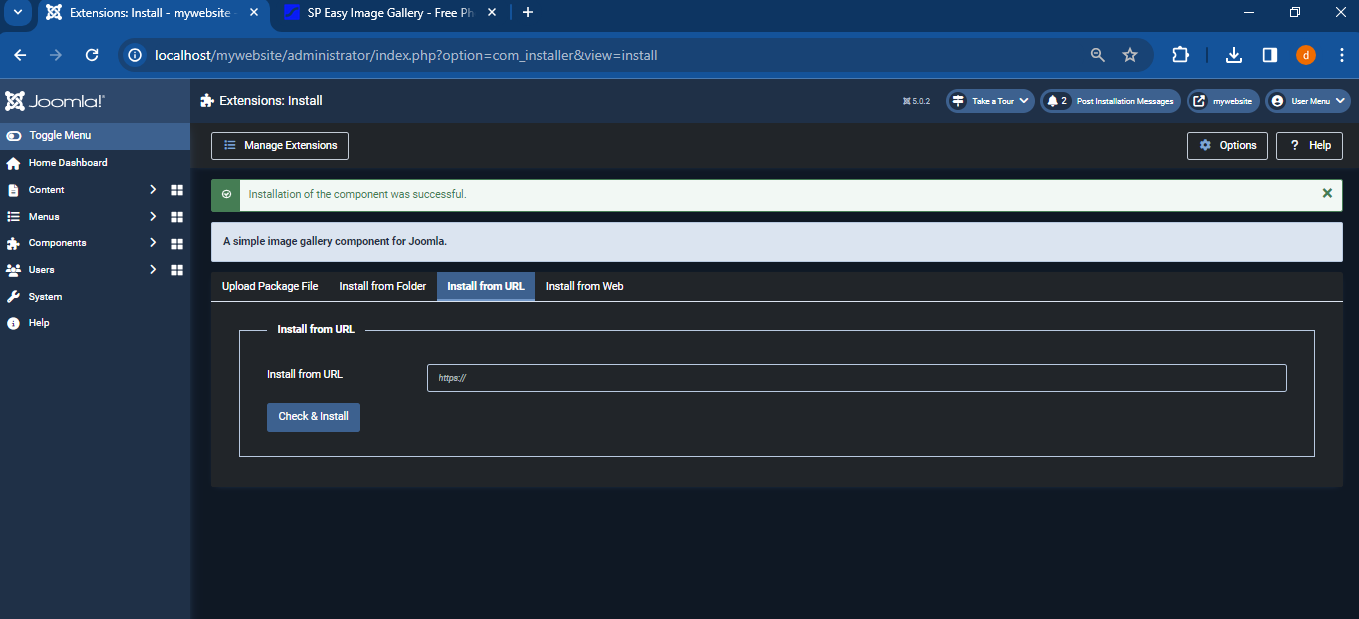 Extensions: Install - mywebsite
SP Easy Image Gallery - Free Ph
localhost/mywebsite/administrator/index.php?option=com_installer&view=install
d
Joomla!
Extensions: Install
5.0.2
Take a Tour
2
Post Installation Messages
mywebsite
User Menu
Toggle Menu
Home Dashboard
Content
Menus
Components
Users
System
Help
Manage Extensions
Options
? Help
Installation of the component was successful.
A simple image gallery component for Joomla.
Upload Package File
Install from Folder
Install from URL
Install from Web
Install from URL
Install from URL
https://
Check & Install